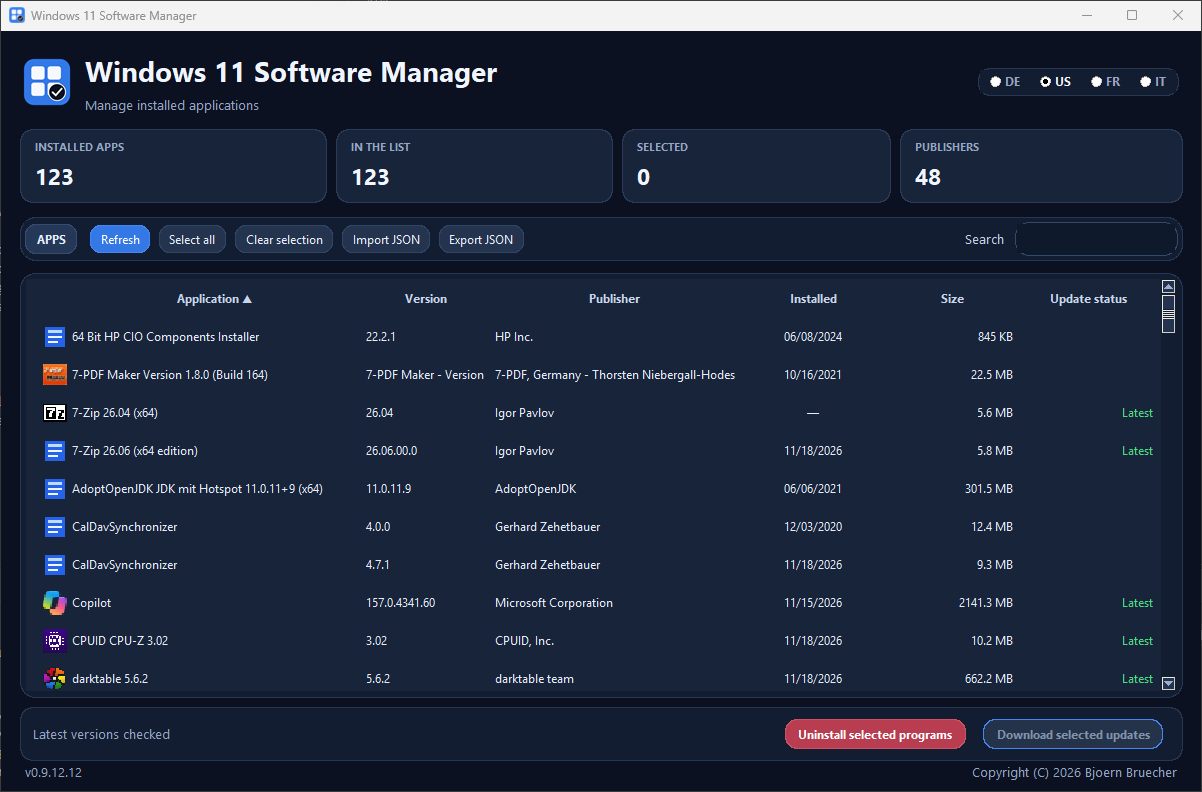 Windows 11 Software Manager
Windows 11 Software Manager
Manage installed applications
DE US FR IT
INSTALLED APPS
123
IN THE LIST
123
SELECTED
0
PUBLISHERS
48
APPS Refresh Select all Clear selection Import JSON Export JSON Search
Application ▲ Version Publisher Installed Size Update status
64 Bit HP CIO Components Installer 22.2.1 HP Inc. 06/08/2024 845 KB
7-PDF Maker Version 1.8.0 (Build 164) 7-PDF Maker - Version 7-PDF, Germany - Thorsten Niebergall-Hodes 10/16/2021 22.5 MB
7z 7-Zip 26.04 (x64) 26.04 Igor Pavlov — 5.6 MB Latest
7-Zip 26.06 (x64 edition) 26.06.00.0 Igor Pavlov 11/18/2026 5.8 MB Latest
AdoptOpenJDK JDK mit Hotspot 11.0.11+9 (x64) 11.0.11.9 AdoptOpenJDK 06/06/2021 301.5 MB
CalDavSynchronizer 4.0.0 Gerhard Zehetbauer 12/03/2020 12.4 MB
CalDavSynchronizer 4.7.1 Gerhard Zehetbauer 11/18/2026 9.3 MB
Copilot 157.0.4341.60 Microsoft Corporation 11/15/2026 2141.3 MB Latest
CPUID CPU-Z 3.02 3.02 CPUID, Inc. 11/18/2026 10.2 MB Latest
darktable 5.6.2 5.6.2 darktable team 11/18/2026 662.2 MB Latest
Latest versions checked Uninstall selected programs Download selected updates
v0.9.12.12 Copyright (C) 2026 Bjoern Bruecher